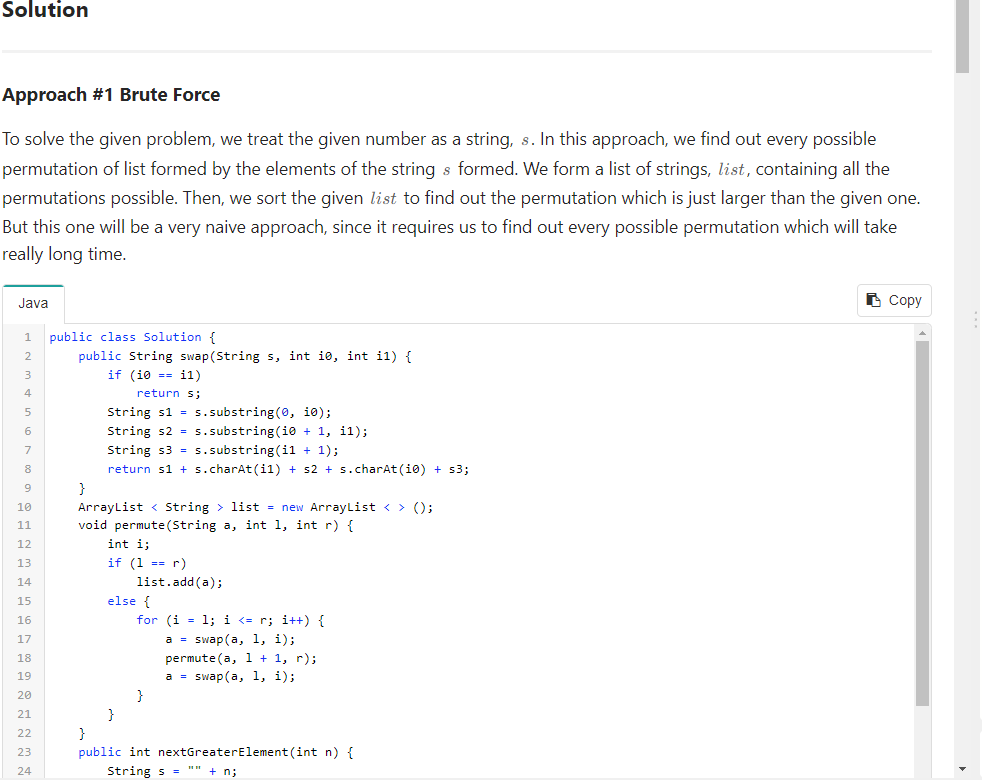 Solution
Approach #1 Brute Force
To solve the given problem, we treat the given number as a string, s. In this approach, we find out every possible
permutation of list formed by the elements of the string s formed. We form a list of strings, list, containing all the
permutations possible. Then, we sort the given list to find out the permutation which is just larger than the given one.
But this one will be a very naive approach, since it requires us to find out every possible permutation which will take
really long time.
Java
Copy
1 public class Solution {
2     public String swap(String s, int i0, int i1) {
3         if (i0 == i1)
4             return s;
5         String s1 = s.substring(0, i0);
6         String s2 = s.substring(i0 + 1, i1);
7         String s3 = s.substring(i1 + 1);
8         return s1 + s.charAt(i1) + s2 + s.charAt(i0) + s3;
9     }
10     ArrayList < String > list = new ArrayList < > ();
11     void permute(String a, int l, int r) {
12         int i;
13         if (l == r)
14             list.add(a);
15         else {
16             for (i = l; i <= r; i++) {
17                 a = swap(a, l, i);
18                 permute(a, l + 1, r);
19                 a = swap(a, l, i);
20             }
21         }
22     }
23     public int nextGreaterElement(int n) {
24         String s = "" + n;